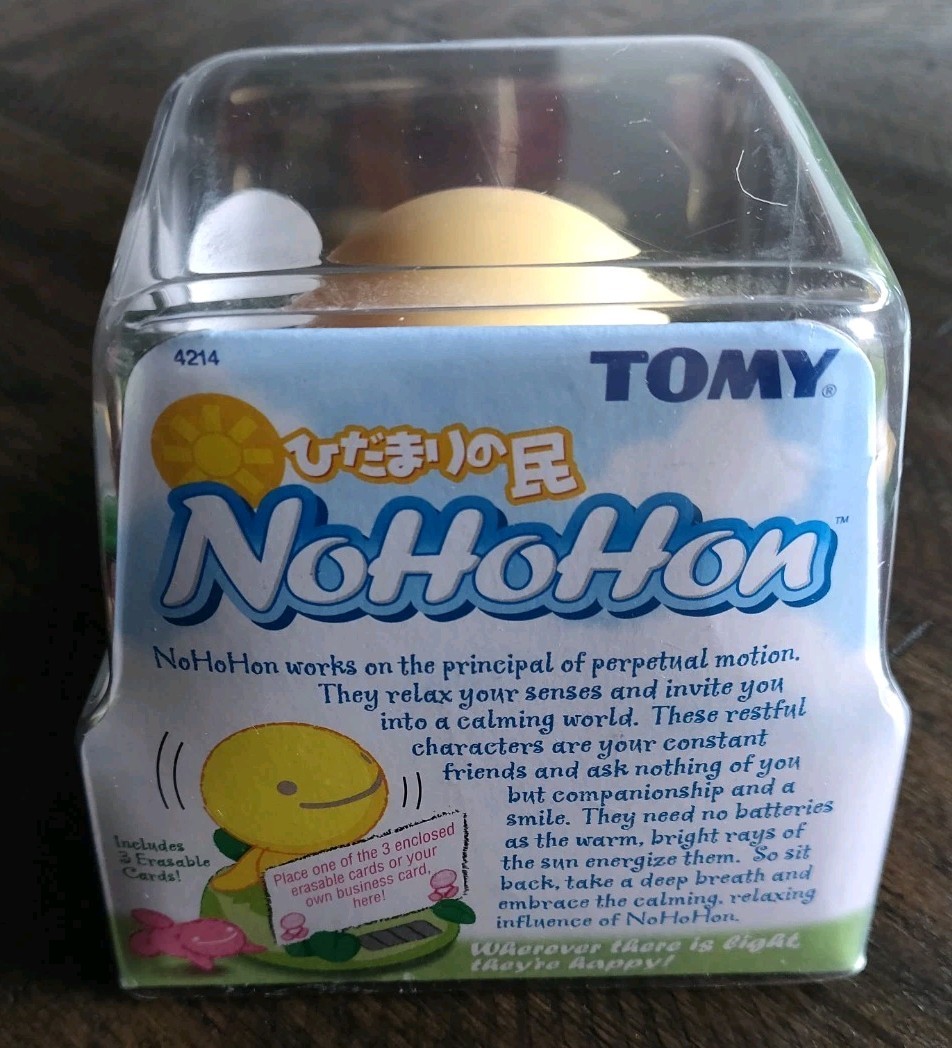 4214
TOMY®
ひだまりの民
NoHoHon™
NoHoHon works on the principal of perpetual motion.
They relax your senses and invite you
into a calming world. These restful
characters are your constant
friends and ask nothing of you
but companionship and a
smile. They need no batteries
as the warm, bright rays of
the sun energize them. So sit
back, take a deep breath and
embrace the calming, relaxing
influence of NoHoHon.
Wherever there is light
they're happy!
Includes
3 Erasable
Cards!
Place one of the 3 enclosed
erasable cards or your
own business card,
here!